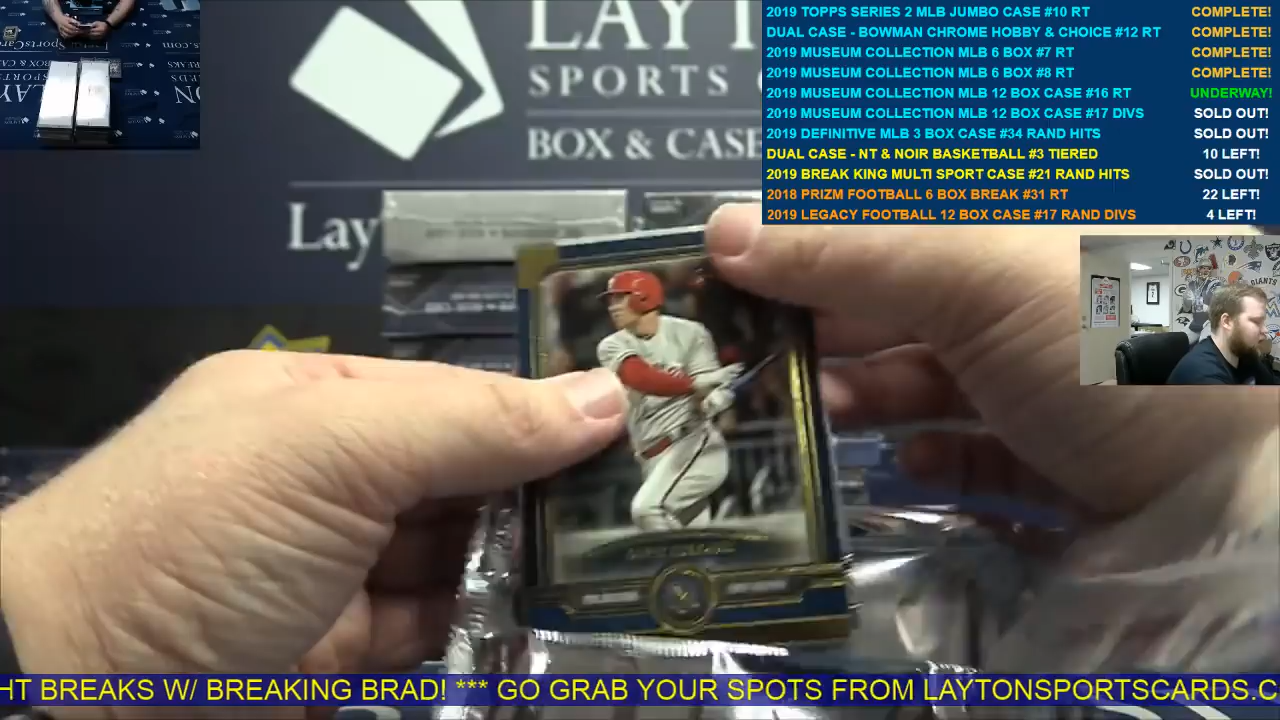 LAYT
SPORTS C
BOX & CASE
Lay
2019 TOPPS SERIES 2 MLB JUMBO CASE #10 RT COMPLETE!
DUAL CASE - BOWMAN CHROME HOBBY & CHOICE #12 RT COMPLETE!
2019 MUSEUM COLLECTION MLB 6 BOX #7 RT COMPLETE!
2019 MUSEUM COLLECTION MLB 6 BOX #8 RT COMPLETE!
2019 MUSEUM COLLECTION MLB 12 BOX CASE #16 RT UNDERWAY!
2019 MUSEUM COLLECTION MLB 12 BOX CASE #17 DIVS SOLD OUT!
2019 DEFINITIVE MLB 3 BOX CASE #34 RAND HITS SOLD OUT!
DUAL CASE - NT & NOIR BASKETBALL #3 TIERED 10 LEFT!
2019 BREAK KING MULTI SPORT CASE #21 RAND HITS SOLD OUT!
2018 PRIZM FOOTBALL 6 BOX BREAK #31 RT 22 LEFT!
2019 LEGACY FOOTBALL 12 BOX CASE #17 RAND DIVS 4 LEFT!
GIANTS
HT BREAKS W/ BREAKING BRAD! *** GO GRAB YOUR SPOTS FROM LAYTONSPORTSCARDS.C